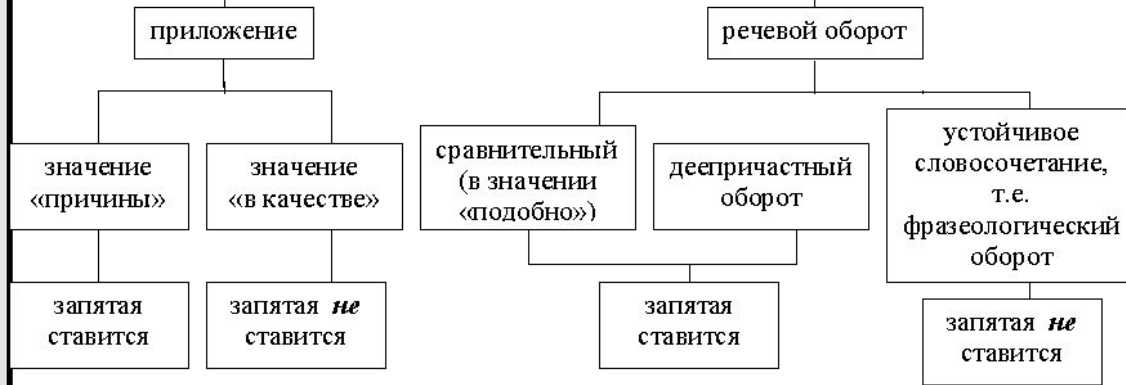 приложение
речевой оборот
значение
«причины»
значение
«в качестве»
сравнительный
(в значении
«подобно»)
деепричастный
оборот
устойчивое
словосочетание,
т.е.
фразеологический
оборот
запятая
ставится
запятая не
ставится
запятая
ставится
запятая не
ставится